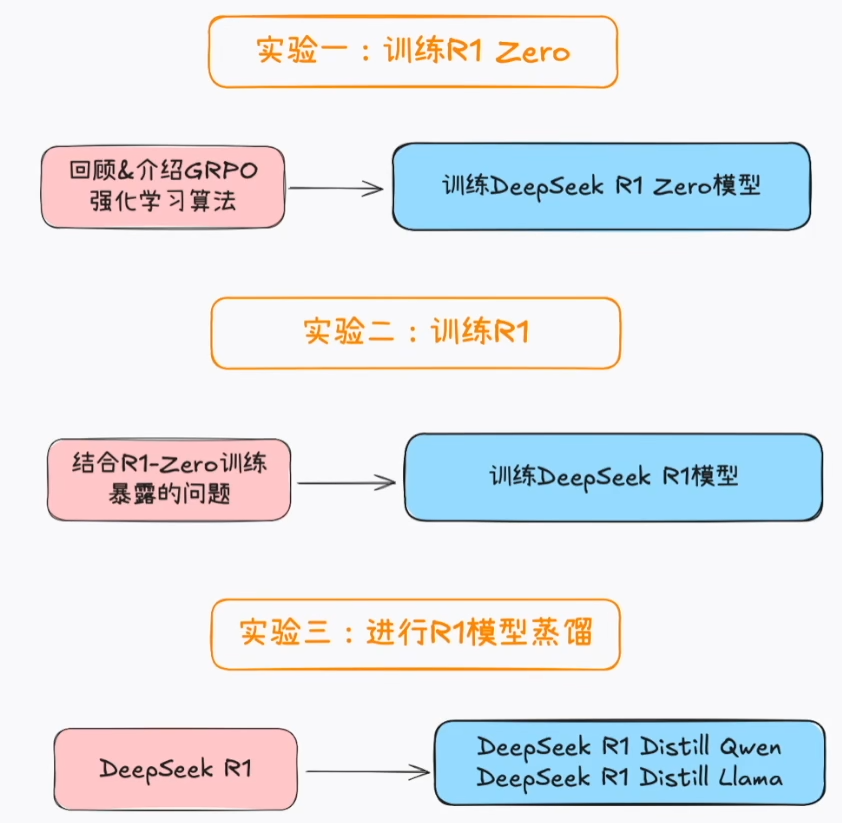 实验一：训练R1 Zero
回顾&介绍GRPO
强化学习算法
训练DeepSeek R1 Zero模型
实验二：训练R1
结合R1-Zero训练
暴露的问题
训练DeepSeek R1模型
实验三：进行R1模型蒸馏
DeepSeek R1
DeepSeek R1 Distill Qwen
DeepSeek R1 Distill Llama